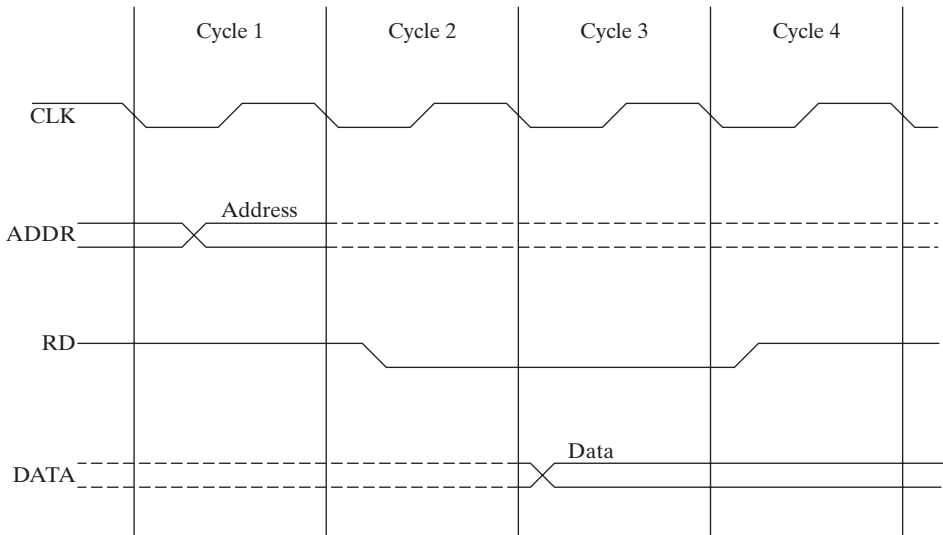 Cycle 1 Cycle 2 Cycle 3 Cycle 4
CLK
Address
ADDR
RD
Data
DATA